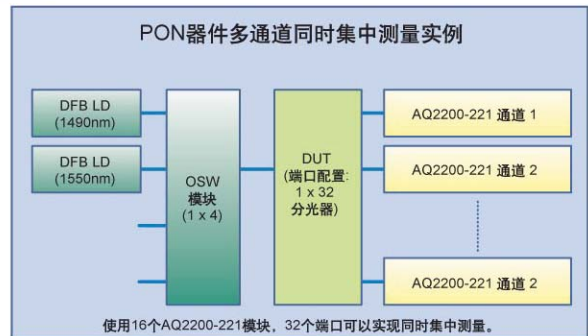 PON器件多通道同时集中测量实例
DFB LD
(1490nm)
DFB LD
(1550nm)
OSW
模块
(1 x 4)
DUT
(端口配置:
1 x 32
分光器)
AQ2200-221 通道 1
AQ2200-221 通道 2
AQ2200-221 通道 2
使用16个AQ2200-221模块，32个端口可以实现同时集中测量。